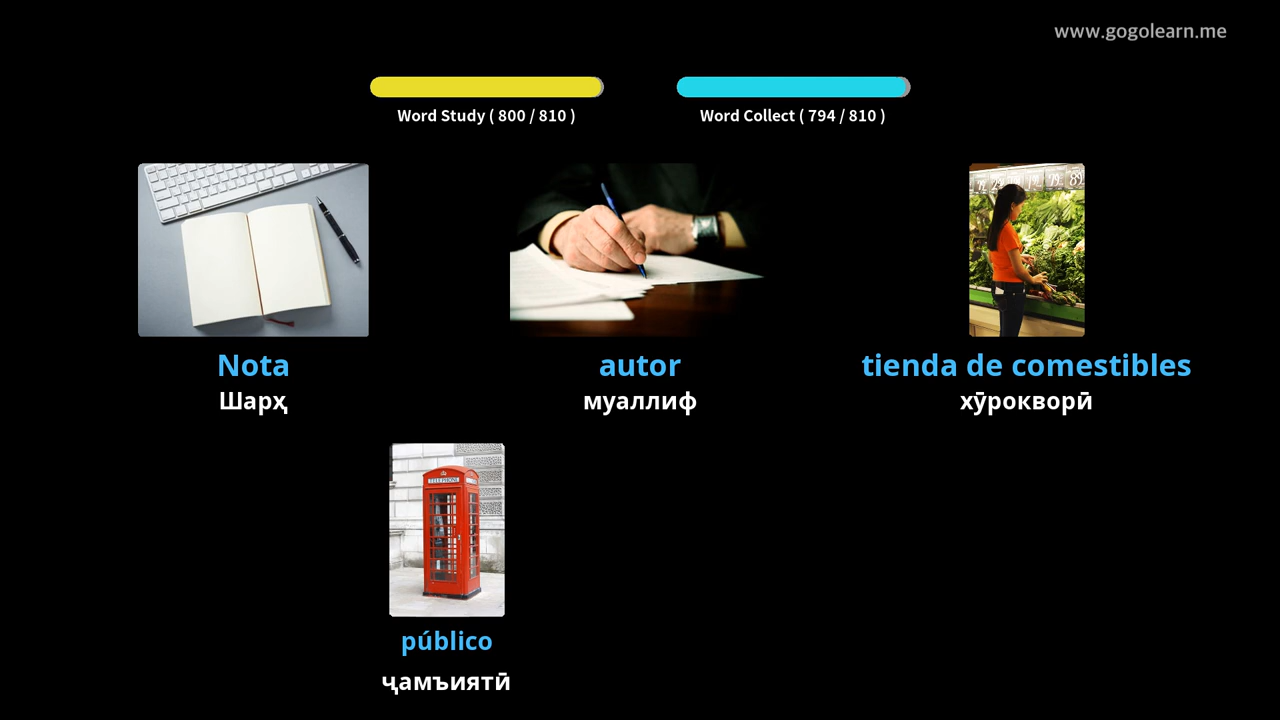 www.gogolearn.me
Word Study ( 800 / 810 )
Word Collect ( 794 / 810 )
Nota
Шарҳ
autor
муаллиф
tienda de comestibles
хӯрокворӣ
TELEPHONE
público
ҷамъиятӣ